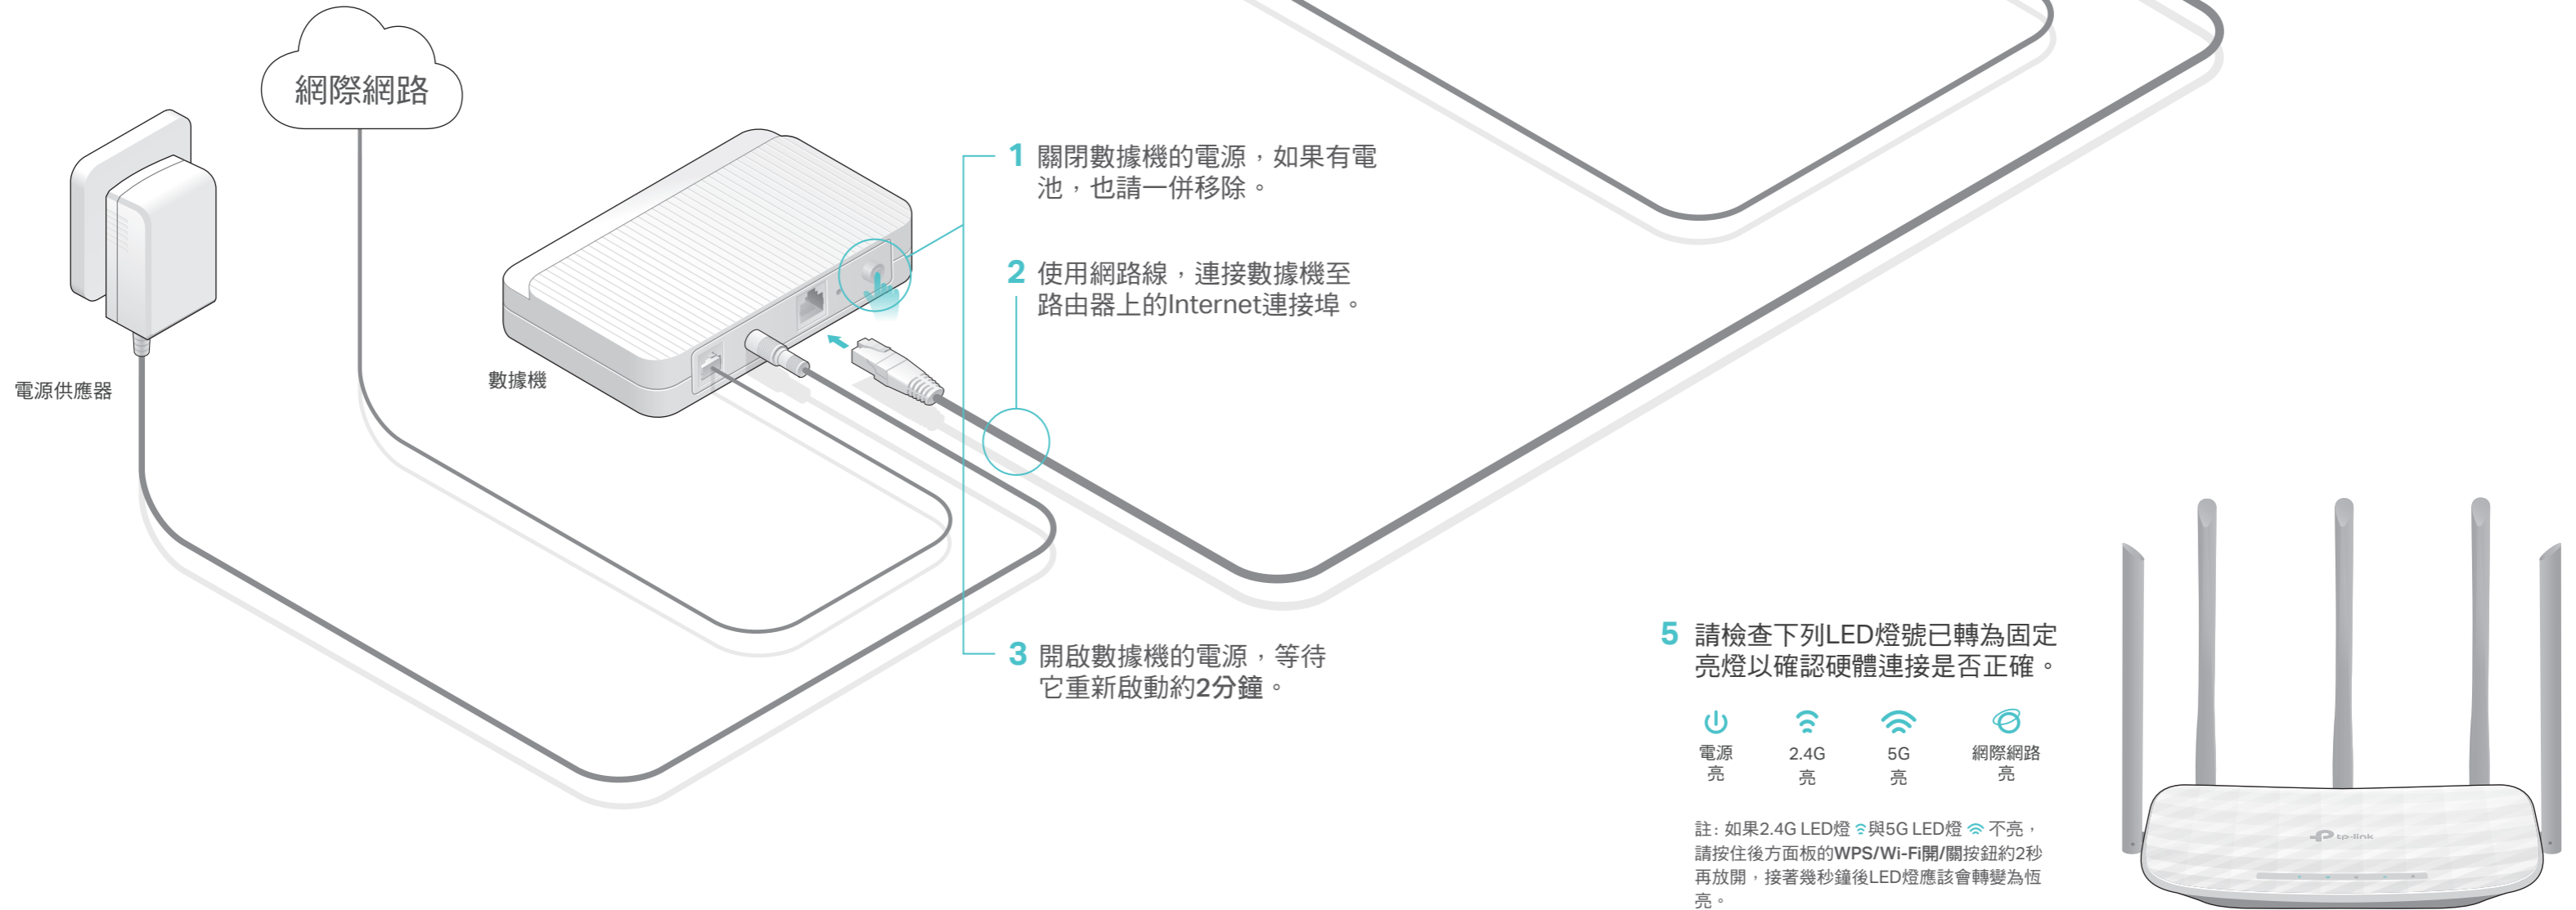 網際網路
電源供應器
數據機
1 關閉數據機的電源，如果有電
池，也請一併移除。
2 使用網路線，連接數據機至
路由器上的Internet連接埠。
3 開啟數據機的電源，等待
它重新啟動約2分鐘。
5 請檢查下列LED燈號已轉為固定
亮燈以確認硬體連接是否正確。
電源 2.4G 5G 網際網路
亮 亮 亮 亮
註: 如果2.4G LED燈 與5G LED燈 不亮，
請按住後方面板的WPS/Wi-Fi開/關按鈕約2秒
再放開，接著幾秒鐘後LED燈應該會轉變為恆
亮。
tp-link